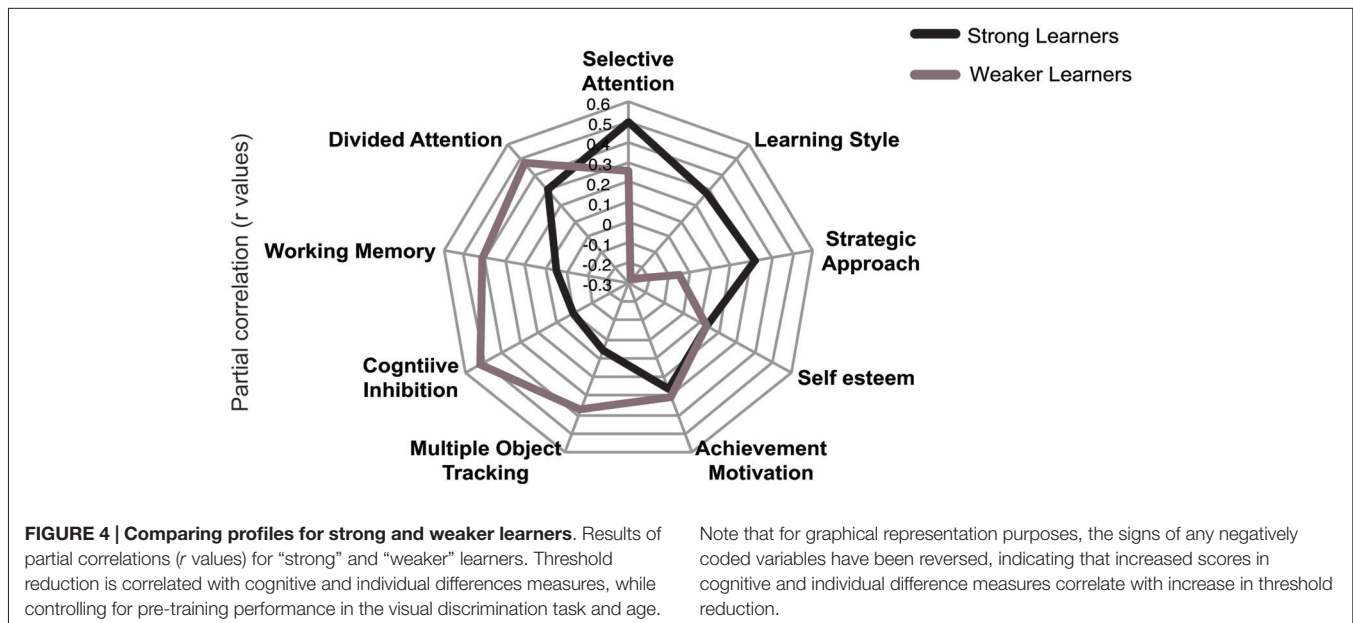 Strong Learners
Weaker Learners
Selective
Attention
Divided Attention
Learning Style
Working Memory
Strategic
Approach
Cogntiive
Inhibition
Self esteem
Multiple Object
Tracking
Achievement
Motivation
0.6
0.5
0.4
0.3
0.2
0.1
0
-0.1
-0.2
-0.3
Partial correlation (r values)
FIGURE 4 | Comparing profiles for strong and weaker learners. Results of
partial correlations (r values) for “strong” and “weaker” learners. Threshold
reduction is correlated with cognitive and individual differences measures, while
controlling for pre-training performance in the visual discrimination task and age.
Note that for graphical representation purposes, the signs of any negatively
coded variables have been reversed, indicating that increased scores in
cognitive and individual difference measures correlate with increase in threshold
reduction.